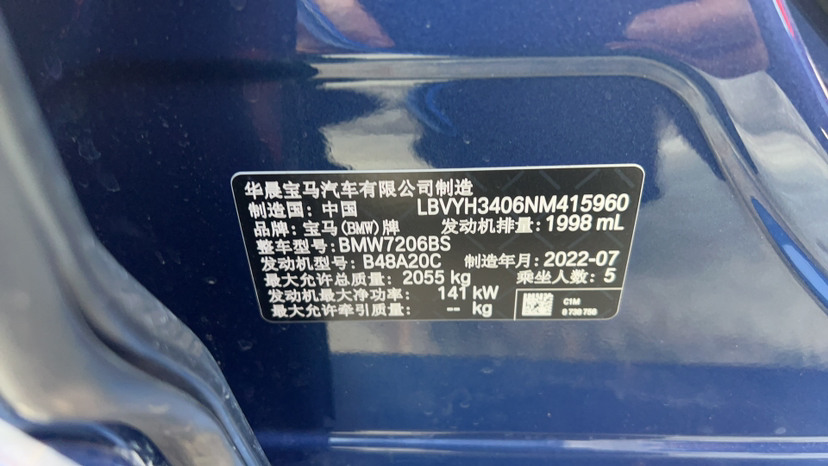 华晨宝马汽车有限公司制造
制造国: 中国 LBVYH3406NM415960
品牌: 宝马(BMW)牌 发动机排量: 1998 mL
整车型号: BMW7206BS
发动机型号: B48A20C 制造年月: 2022-07
最大允许总质量: 2055 kg 乘坐人数: 5
发动机最大净功率: 141 kW
最大允许牵引质量: -- kg
C1M
0 738 756